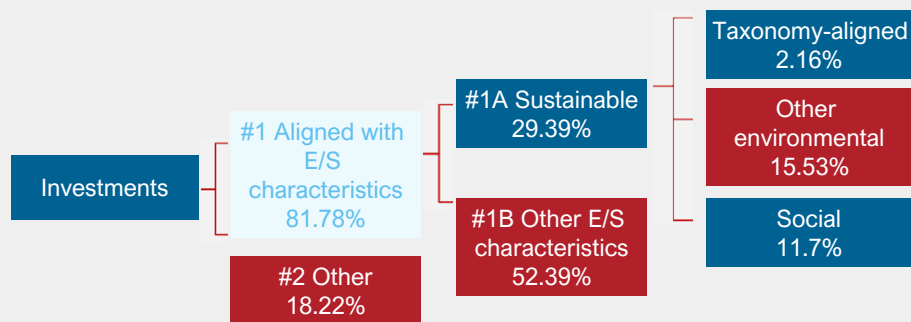 Investments
#1 Aligned with
E/S
characteristics
81.78%
#2 Other
18.22%
#1A Sustainable
29.39%
#1B Other E/S
characteristics
52.39%
Taxonomy-aligned
2.16%
Other
environmental
15.53%
Social
11.7%